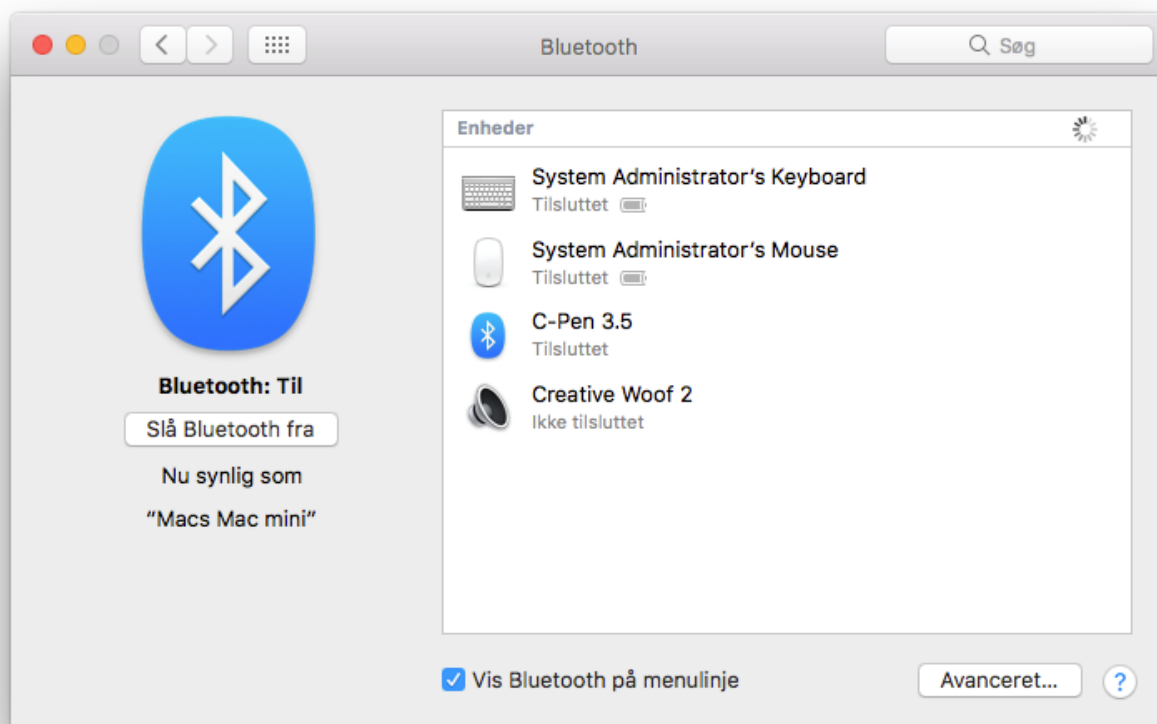 Bluetooth
Søg
Bluetooth: Til
Slå Bluetooth fra
Nu synlig som
“Macs Mac mini”
Enheder
System Administrator’s Keyboard
Tilsluttet
System Administrator’s Mouse
Tilsluttet
C-Pen 3.5
Tilsluttet
Creative Woof 2
Ikke tilsluttet
Vis Bluetooth på menulinje
Avanceret...
?